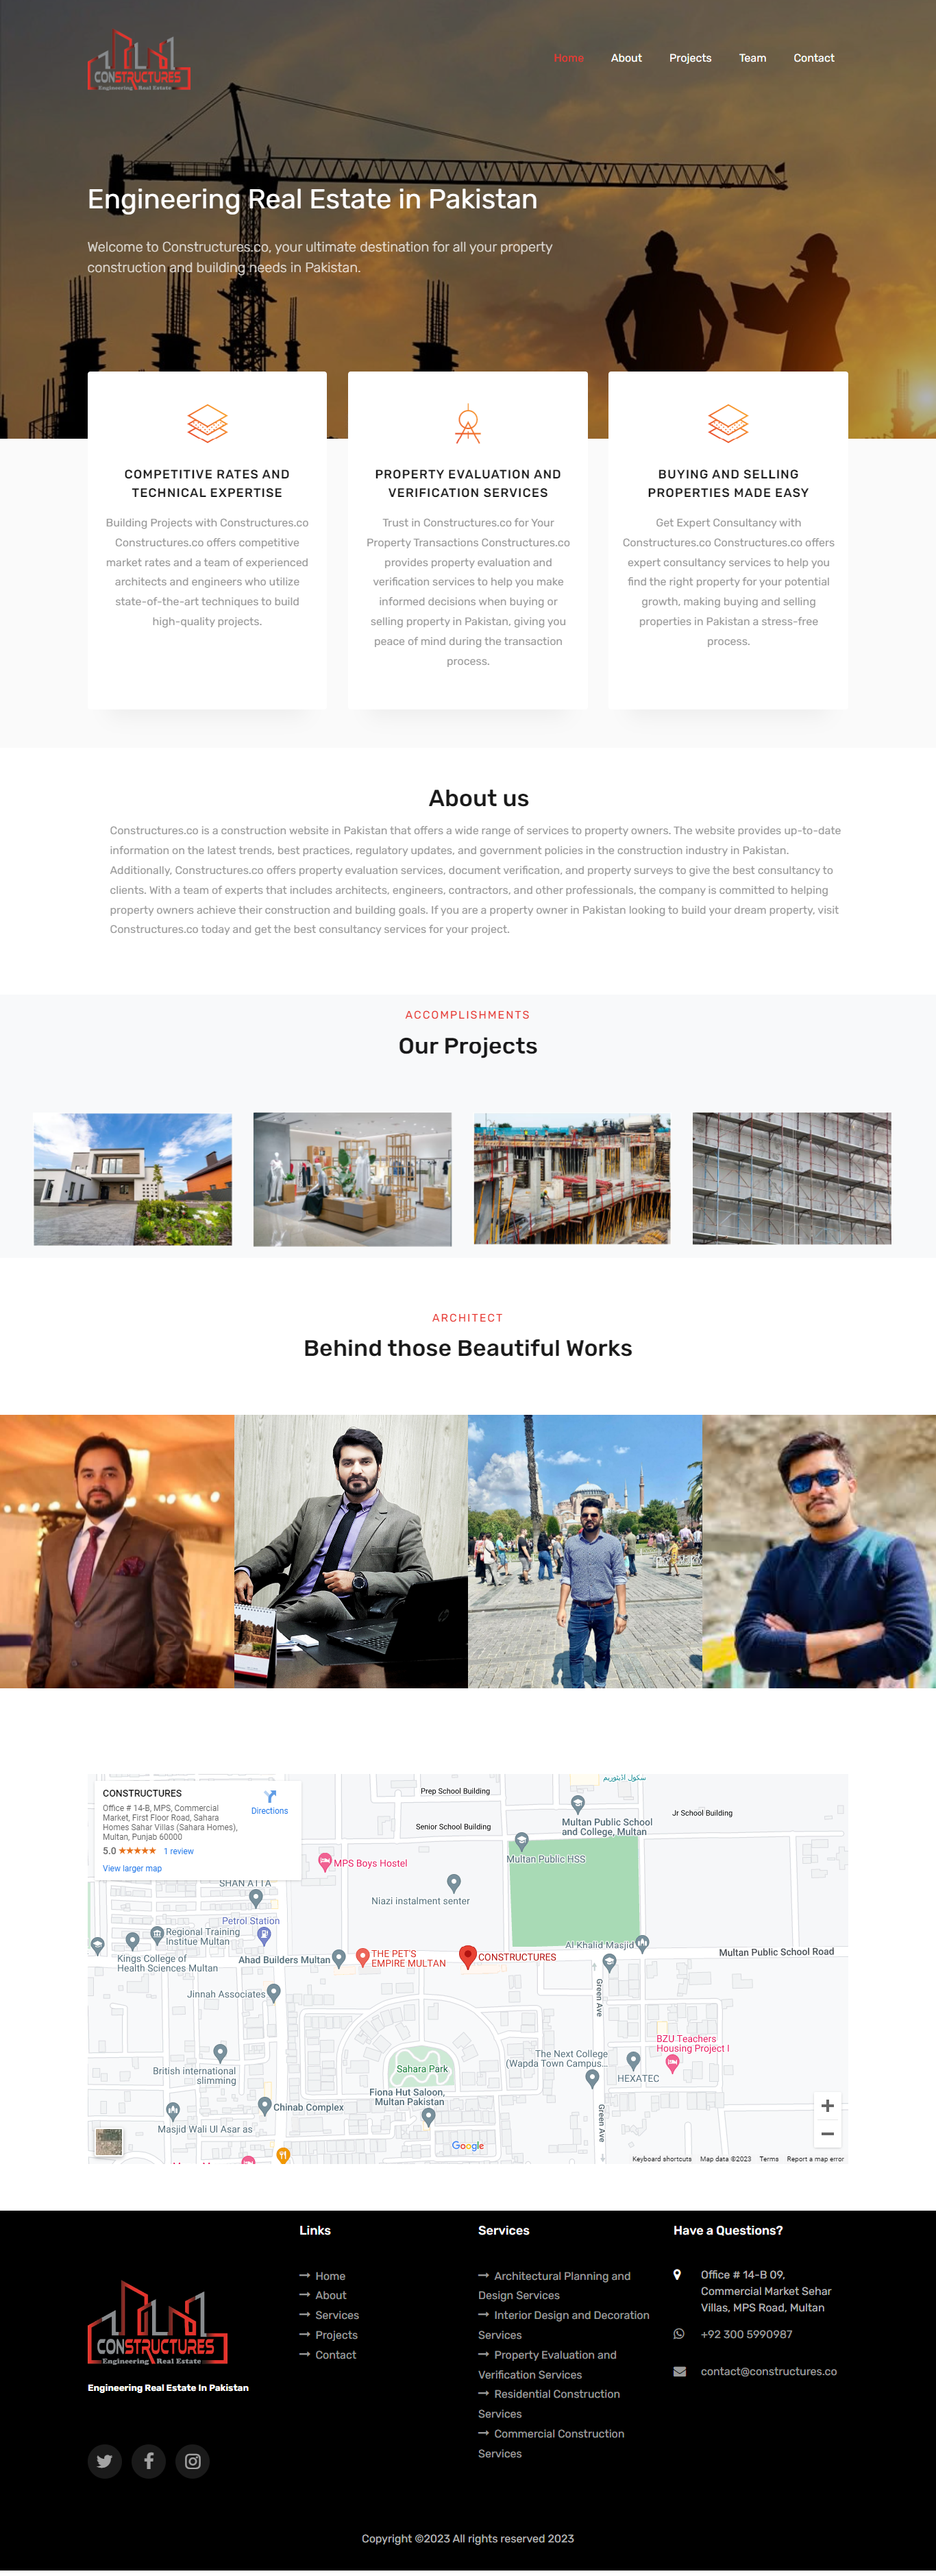 CONSTRUCTURES
Engineering Real Estate
Home About Projects Team Contact
Engineering Real Estate in Pakistan
Welcome to Constructures.co, your ultimate destination for all your property
construction and building needs in Pakistan.
COMPETITIVE RATES AND
TECHNICAL EXPERTISE
Building Projects with Constructures.co
Constructures.co offers competitive
market rates and a team of experienced
architects and engineers who utilize
state-of-the-art techniques to build
high-quality projects.
PROPERTY EVALUATION AND
VERIFICATION SERVICES
Trust in Constructures.co for Your
Property Transactions Constructures.co
provides property evaluation and
verification services to help you make
informed decisions when buying or
selling property in Pakistan, giving you
peace of mind during the transaction
process.
BUYING AND SELLING
PROPERTIES MADE EASY
Get Expert Consultancy with
Constructures.co Constructures.co offers
expert consultancy services to help you
find the right property for your potential
growth, making buying and selling
properties in Pakistan a stress-free
process.
About us
Constructures.co is a construction website in Pakistan that offers a wide range of services to property owners. The website provides up-to-date
information on the latest trends, best practices, regulatory updates, and government policies in the construction industry in Pakistan.
Additionally, Constructures.co offers property evaluation services, document verification, and property surveys to give the best consultancy to
clients. With a team of experts that includes architects, engineers, contractors, and other professionals, the company is committed to helping
property owners achieve their construction and building goals. If you are a property owner in Pakistan looking to build your dream property, visit
Constructures.co today and get the best consultancy services for your project.
ACCOMPLISHMENTS
Our Projects
ARCHITECT
Behind those Beautiful Works
CONSTRUCTURES
Office # 14-B, MPS, Commercial
Market, First Floor Road, Sahara
Homes Sahar Villas (Sahara Homes),
Multan, Punjab 60000
5.0 ★★★★★ 1 review
View larger map
Directions
سکول آڈیٹوریم
Prep School Building
Jr School Building
Senior School Building
Multan Public School
and College, Multan
Multan Public HSS
MPS Boys Hostel
SHAN ATTA
Niazi instalment senter
Petrol Station
Regional Training
Institue Multan
Kings College of
Health Sciences Multan
Ahad Builders Multan
THE PET'S
EMPIRE MULTAN
CONSTRUCTURES
Al Khalid Masjid
Multan Public School Road
Jinnah Associates
Green Ave
British international
slimming
Sahara Park
The Next College
(Wapda Town Campus...
BZU Teachers
Housing Project I
HEXATEC
Fiona Hut Saloon,
Multan Pakistan
Chinab Complex
Masjid Wali Ul Asar as
Green Ave
Google
Keyboard shortcuts Map data ©2023 Terms Report a map error
CONSTRUCTURES
Engineering Real Estate
Engineering Real Estate In Pakistan
Links
Home
About
Services
Projects
Contact
Services
Architectural Planning and
Design Services
Interior Design and Decoration
Services
Property Evaluation and
Verification Services
Residential Construction
Services
Commercial Construction
Services
Have a Questions?
Office # 14-B 09,
Commercial Market Sehar
Villas, MPS Road, Multan
+92 300 5990987
contact@constructures.co
Copyright ©2023 All rights reserved 2023